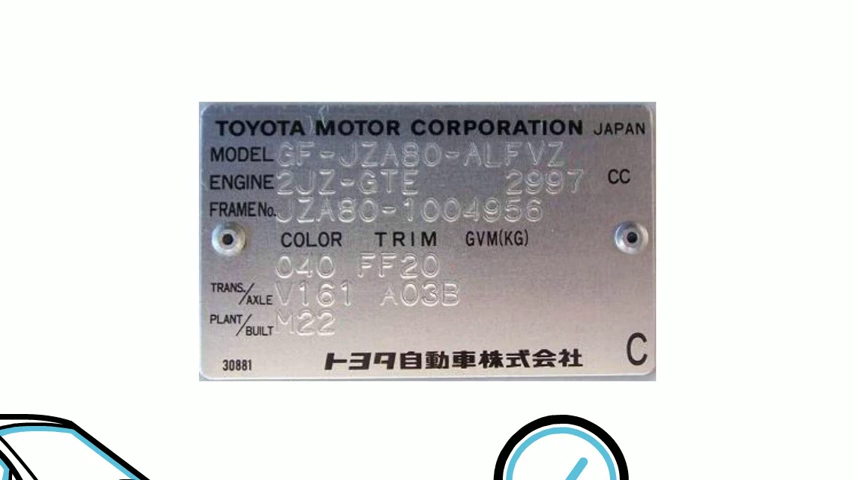 TOYOTA MOTOR CORPORATION JAPAN
MODEL GF-JZA80-ALFVZ
ENGINE 2JZ-GTE 2997 CC
FRAME No. JZA80-1004956
COLOR TRIM GVM(KG)
040 FF20
TRANS./AXLE V161 A03B
PLANT/BUILT M22
C
30881 トヨタ自動車株式会社